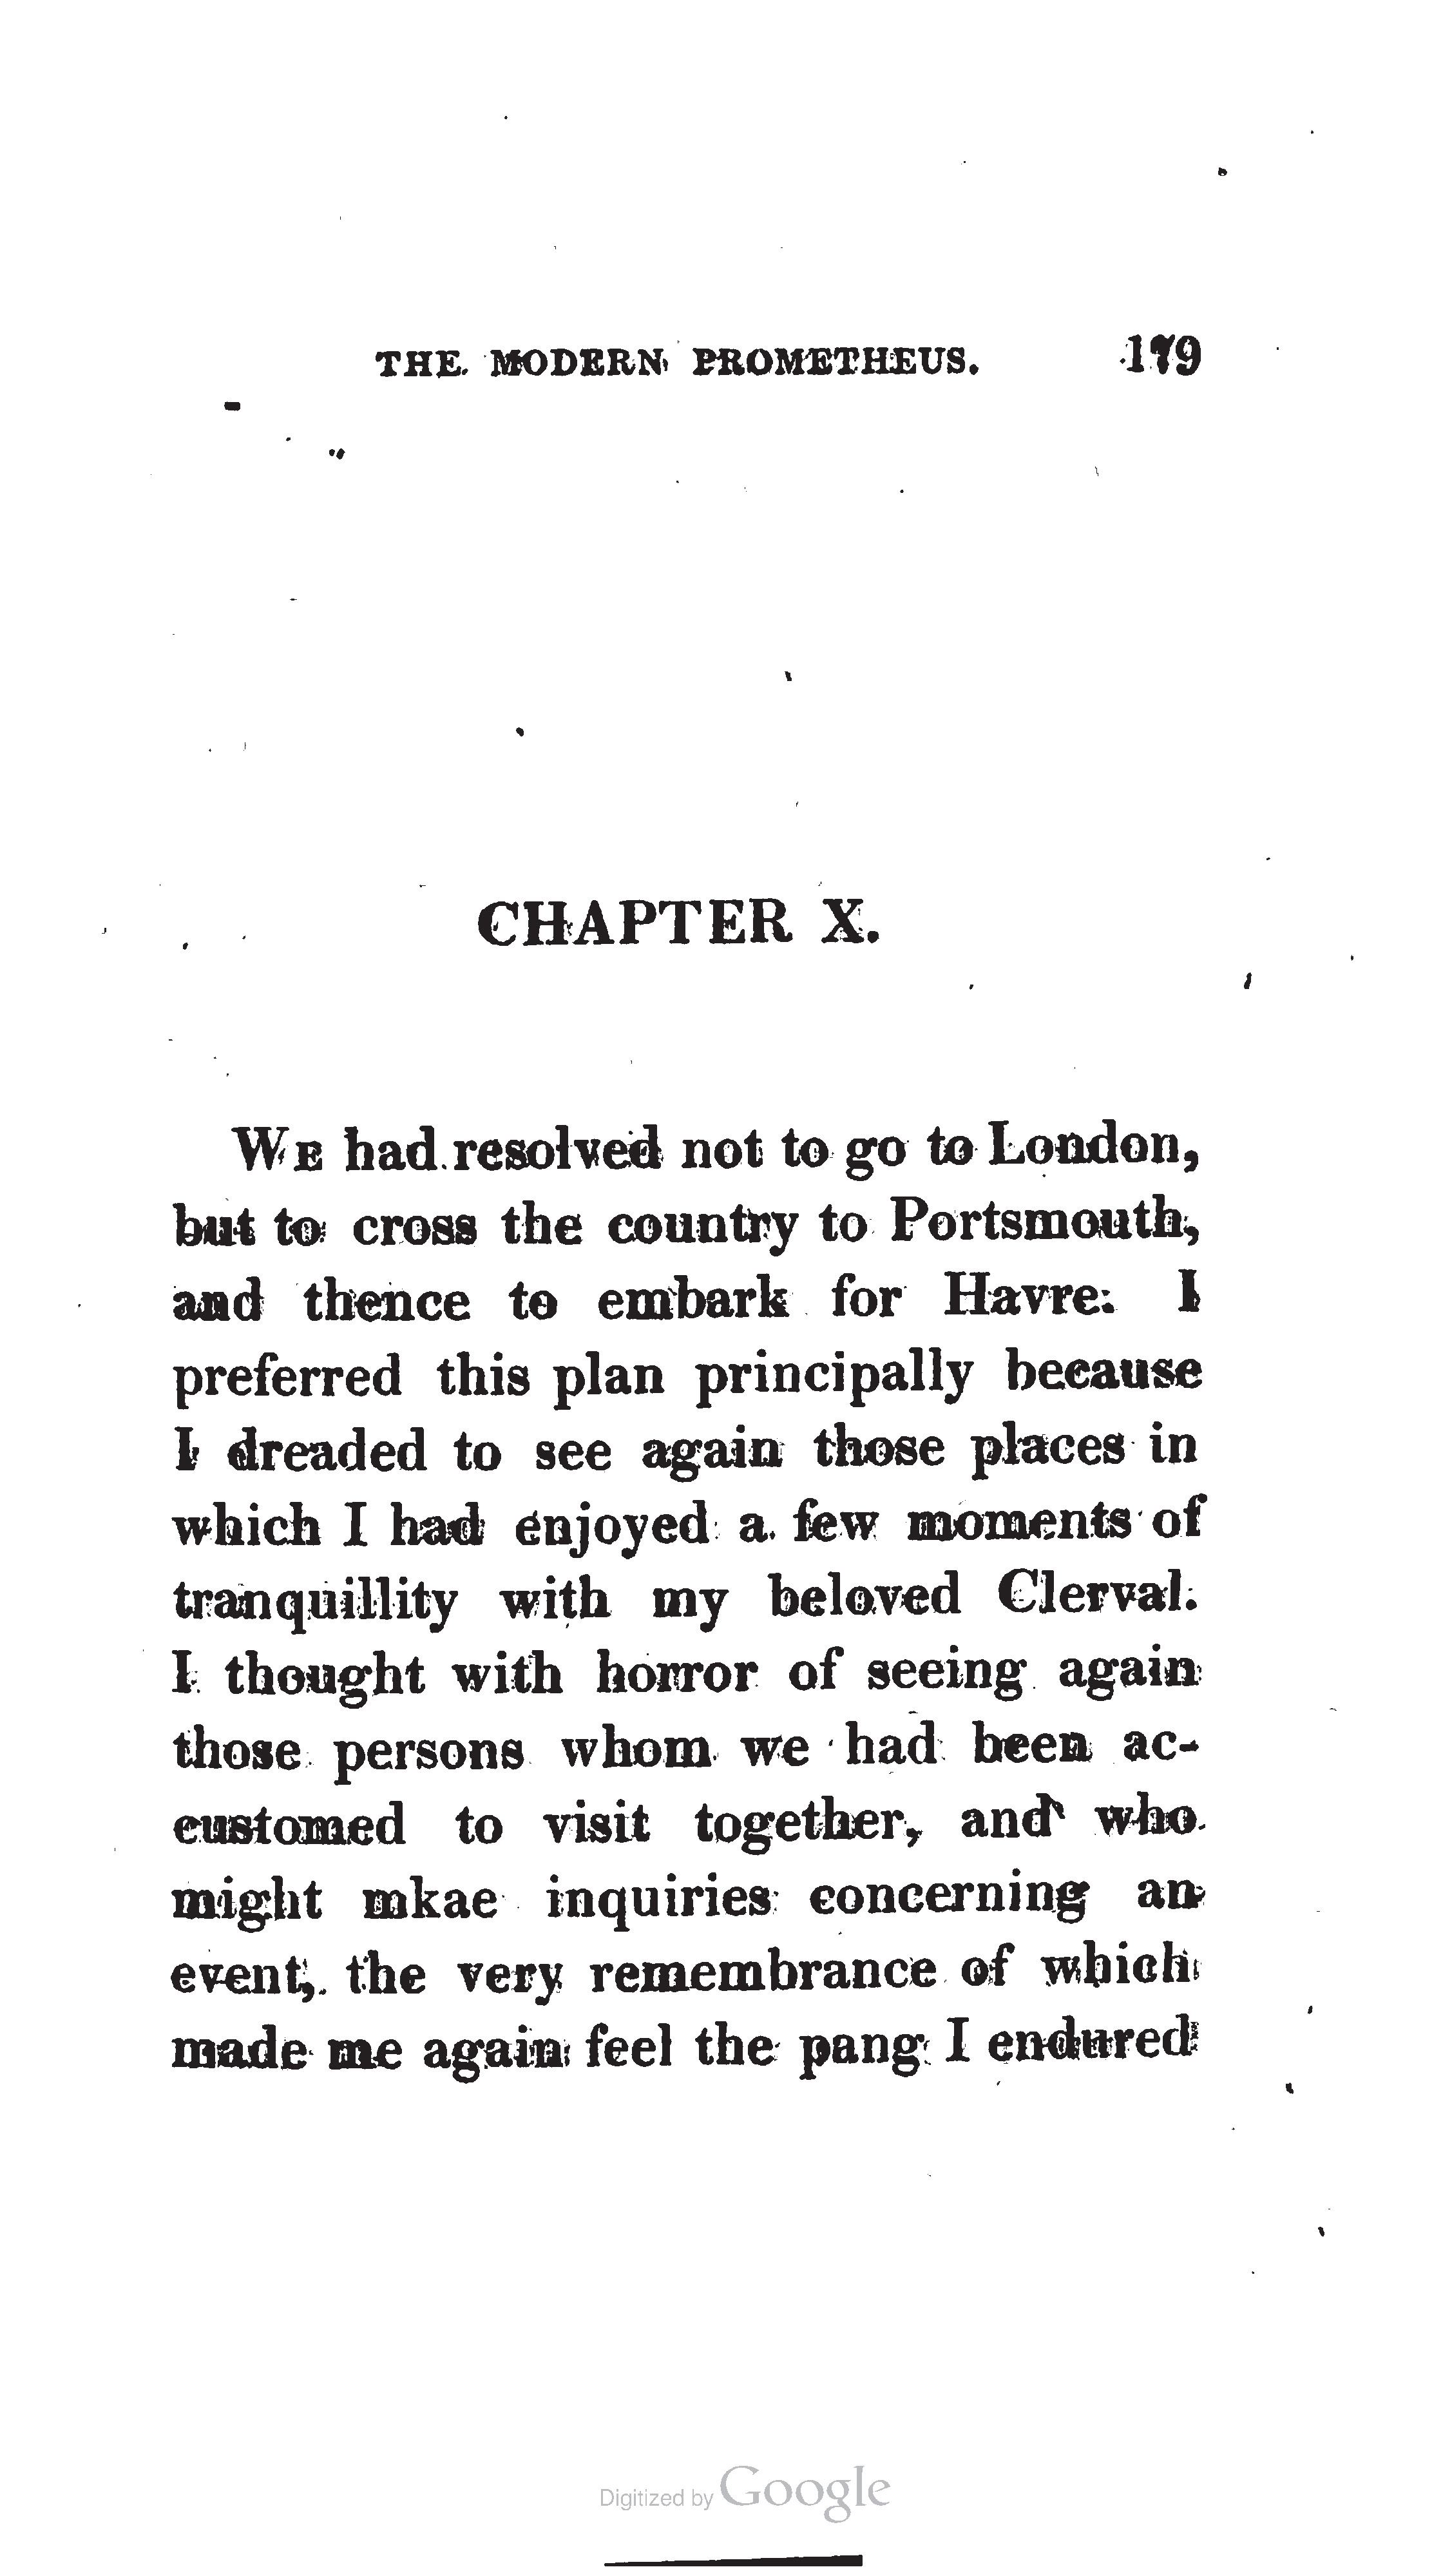 THE MODERN PROMETHEUS. 179
CHAPTER X.
WE had resolved not to go to London,
but to cross the country to Portsmouth,
and thence to embark for Havre. I
preferred this plan principally because
I dreaded to see again those places in
which I had enjoyed a few moments of
tranquillity with my beloved Clerval.
I thought with horror of seeing again
those persons whom we had been ac-
customed to visit together, and who
might mkae inquiries concerning an
event, the very remembrance of which
made me again feel the pang I endured
Digitized by Google